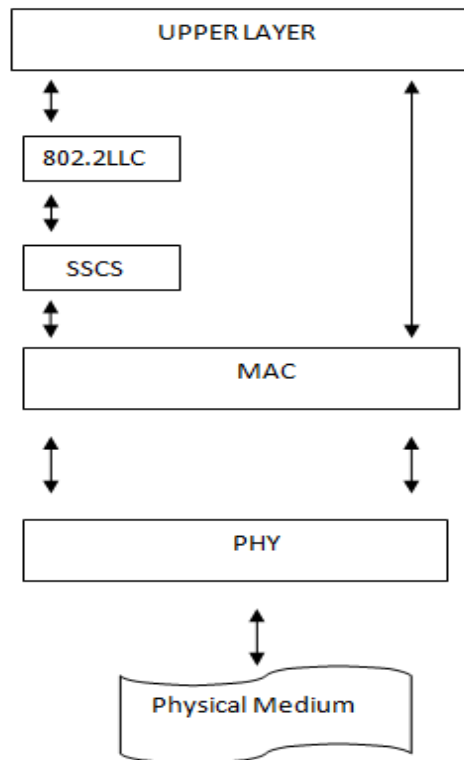 UPPER LAYER
802.2LLC
SSCS
MAC
PHY
Physical Medium